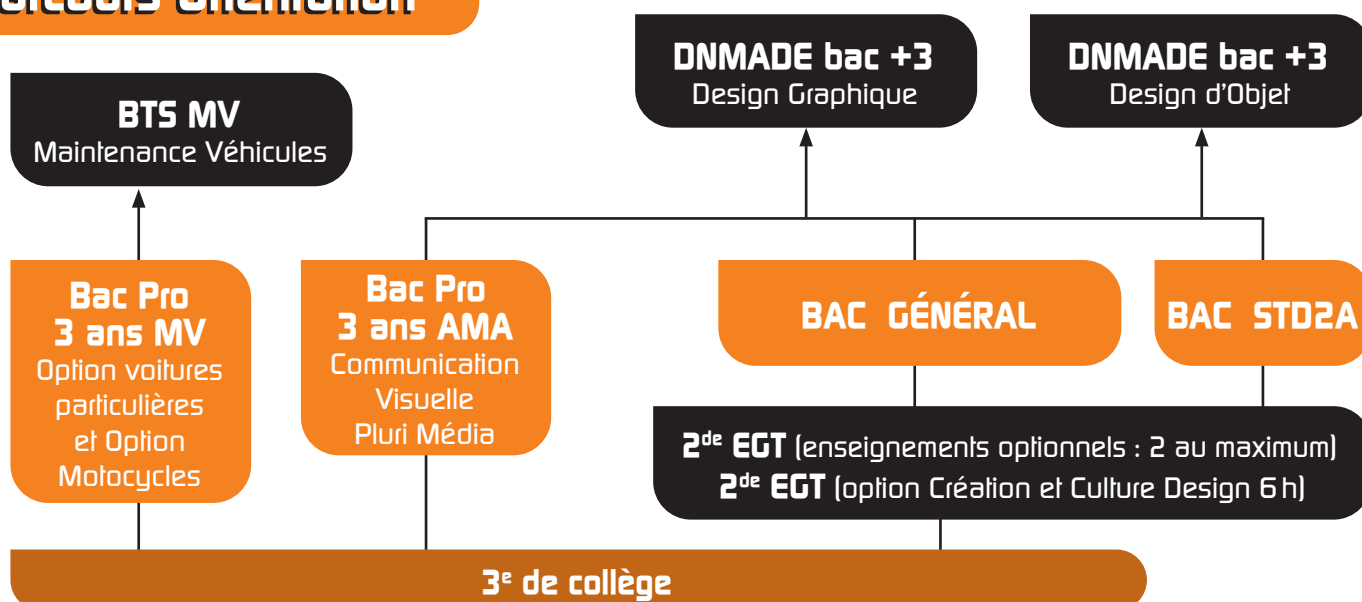 Parcours Orientation
DNMADE bac +3
Design Graphique
DNMADE bac +3
Design d'Objet
BTS MV
Maintenance Véhicules
Bac Pro
3 ans MV
Option voitures
particulières
et Option
Motocycles
Bac Pro
3 ans AMA
Communication
Visuelle
Pluri Média
BAC GÉNÉRAL
BAC STD2A
2de EGT (enseignements optionnels : 2 au maximum)
2de EGT (option Création et Culture Design 6 h)
3e de collège